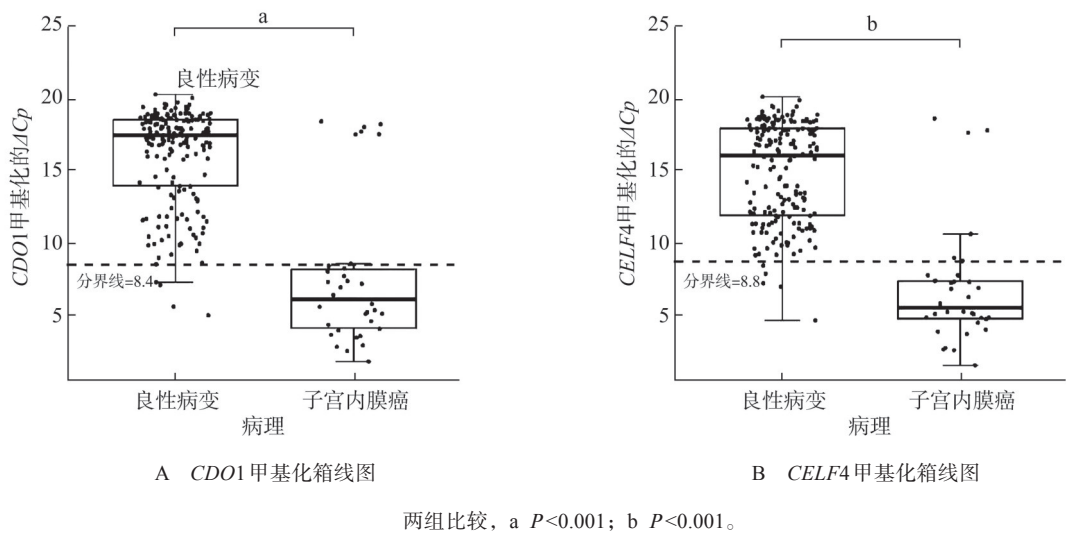 25
20
15
10
5
CDO1甲基化的ΔCp
a
良性病变
分界线=8.4
良性病变
子宫内膜癌
病理
A CDO1甲基化箱线图
25
20
15
10
5
CELF4甲基化的ΔCp
b
分界线=8.8
良性病变
子宫内膜癌
病理
B CELF4甲基化箱线图
两组比较，a P<0.001；b P<0.001。